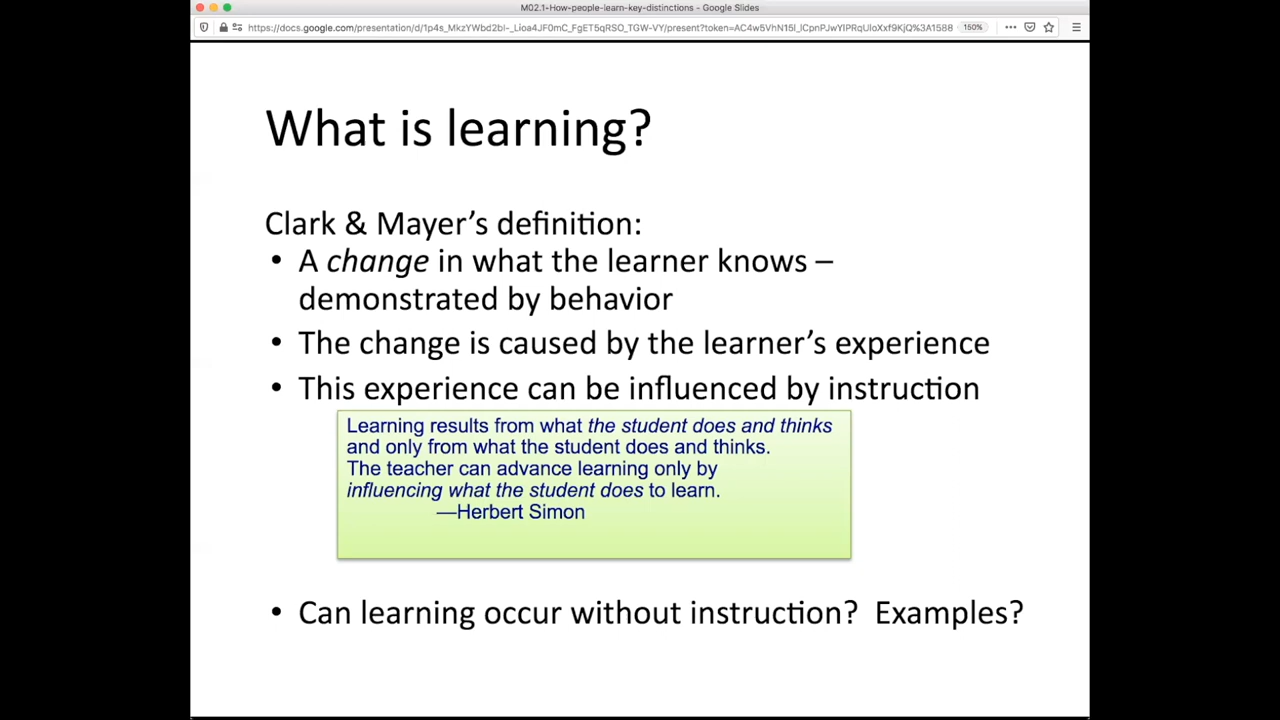 M02.1-How-people-learn-key-distinctions - Google Slides
150%
What is learning?
Clark & Mayer's definition:
• A change in what the learner knows –
demonstrated by behavior
• The change is caused by the learner's experience
• This experience can be influenced by instruction
Learning results from what the student does and thinks
and only from what the student does and thinks.
The teacher can advance learning only by
influencing what the student does to learn.
—Herbert Simon
• Can learning occur without instruction?  Examples?